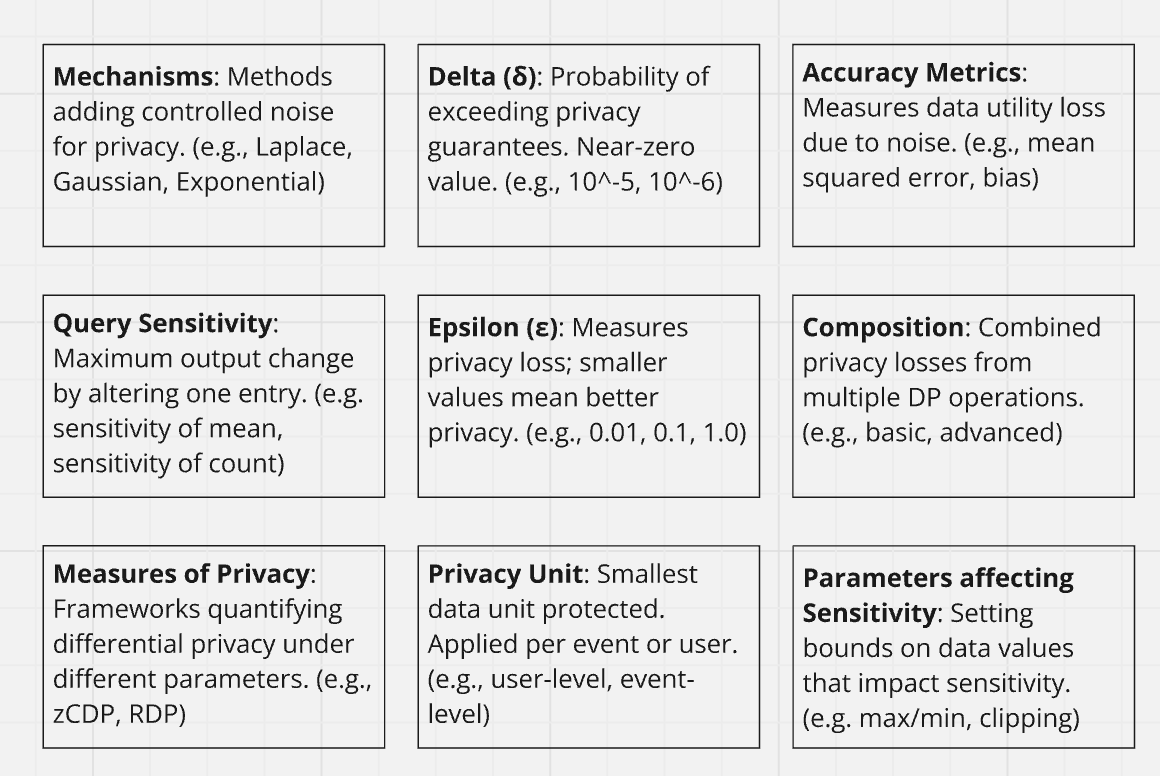 Mechanisms: Methods
adding controlled noise
for privacy. (e.g., Laplace,
Gaussian, Exponential)
Delta (δ): Probability of
exceeding privacy
guarantees. Near-zero
value. (e.g., 10^-5, 10^-6)
Accuracy Metrics:
Measures data utility loss
due to noise. (e.g., mean
squared error, bias)
Query Sensitivity:
Maximum output change
by altering one entry. (e.g.
sensitivity of mean,
sensitivity of count)
Epsilon (ε): Measures
privacy loss; smaller
values mean better
privacy. (e.g., 0.01, 0.1, 1.0)
Composition: Combined
privacy losses from
multiple DP operations.
(e.g., basic, advanced)
Measures of Privacy:
Frameworks quantifying
differential privacy under
different parameters. (e.g.,
zCDP, RDP)
Privacy Unit: Smallest
data unit protected.
Applied per event or user.
(e.g., user-level, event-
level)
Parameters affecting
Sensitivity: Setting
bounds on data values
that impact sensitivity.
(e.g. max/min, clipping)